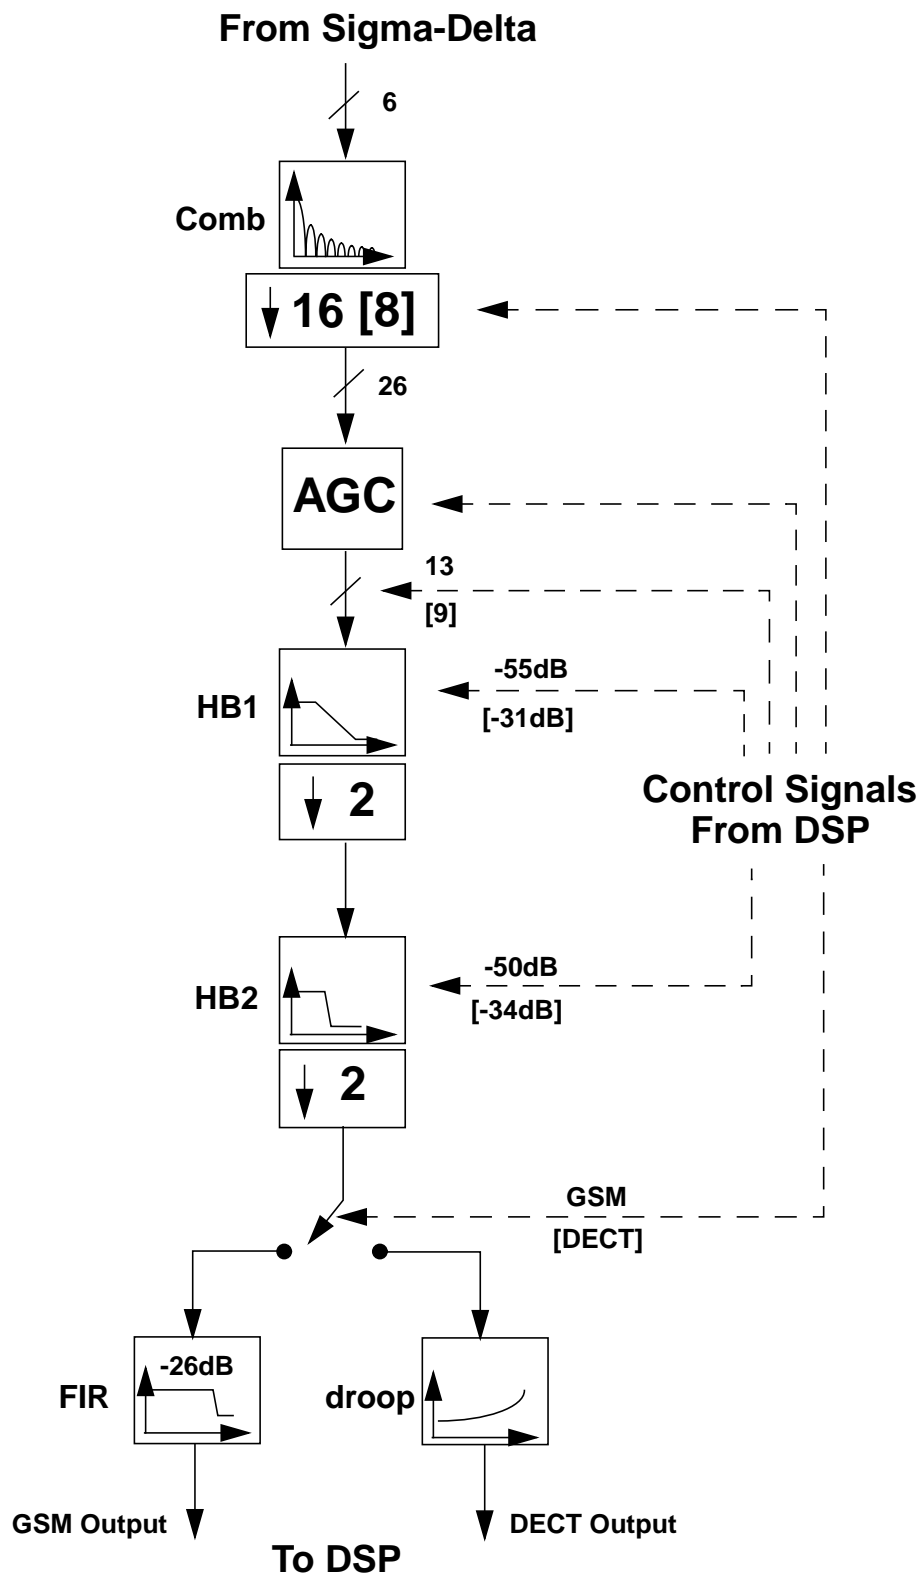 From Sigma-Delta
6
Comb
16 [8]
26
AGC
13
[9]
-55dB
HB1
[-31dB]
2
Control Signals
From DSP
-50dB
HB2
[-34dB]
2
GSM
[DECT]
-26dB
FIR
droop
GSM Output
DECT Output
To DSP